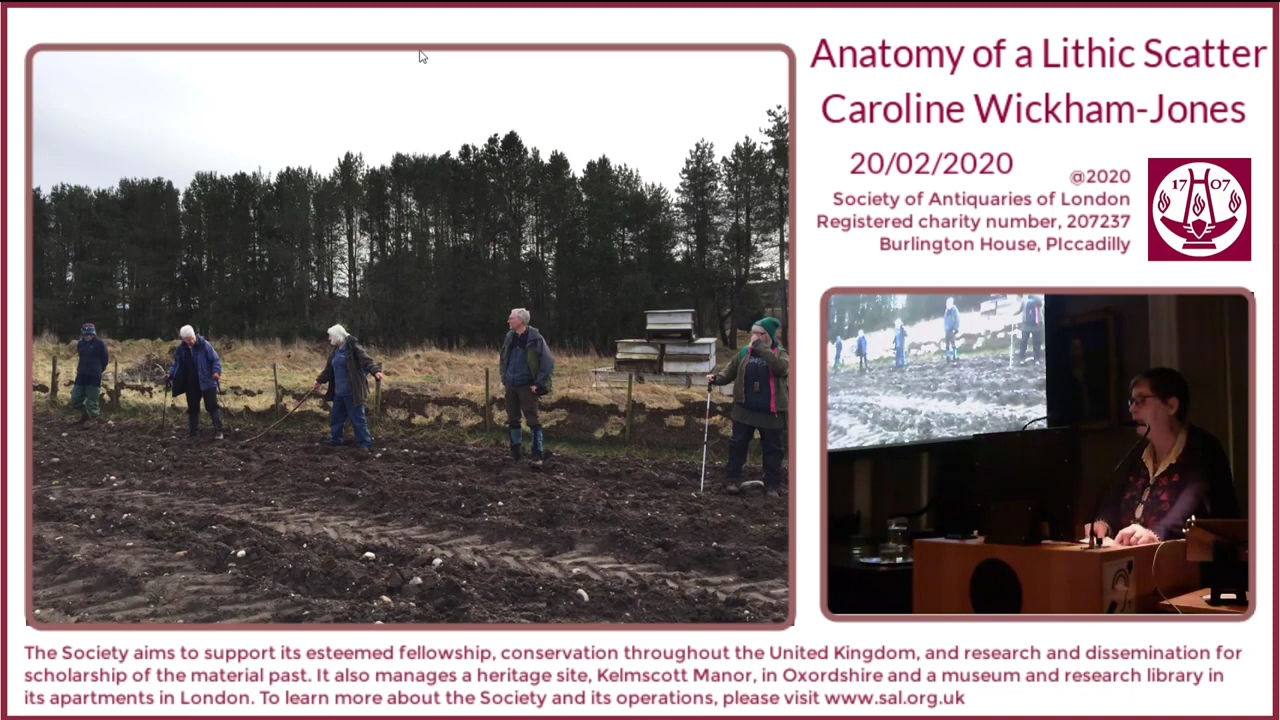 Anatomy of a Lithic Scatter
Caroline Wickham-Jones
20/02/2020
@2020
Society of Antiquaries of London
Registered charity number, 207237
Burlington House, PIccadilly
17 07
The Society aims to support its esteemed fellowship, conservation throughout the United Kingdom, and research and dissemination for
scholarship of the material past. It also manages a heritage site, Kelmscott Manor, in Oxordshire and a museum and research library in
its apartments in London. To learn more about the Society and its operations, please visit www.sal.org.uk